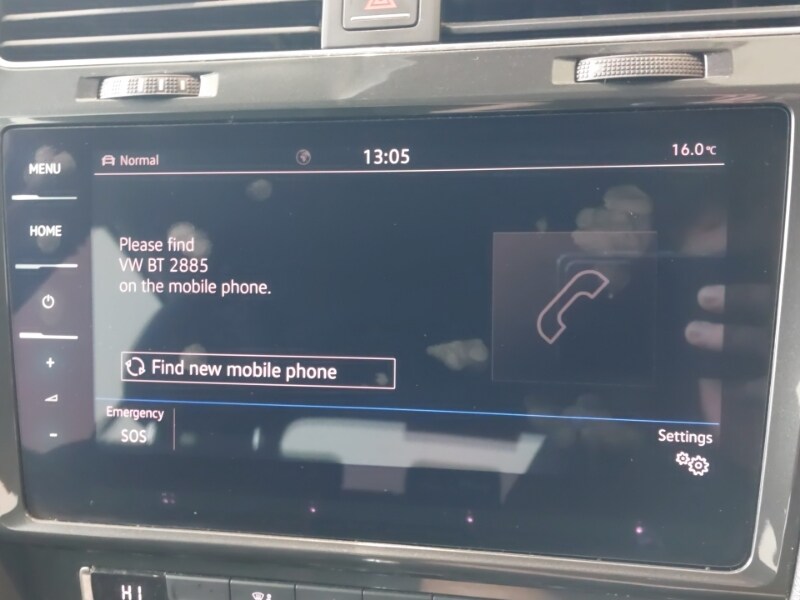 MENU
Normal
13:05
16.0°C
HOME
Please find
VW BT 2885
on the mobile phone.
Find new mobile phone
+
-
Emergency
SOS
Settings
HI